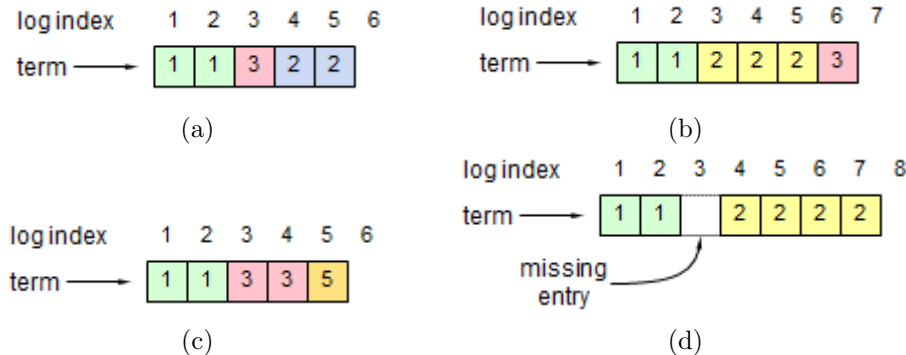 log index 1 2 3 4 5 6
term 1 1 3 2 2
(a)
log index 1 2 3 4 5 6 7
term 1 1 2 2 2 3
(b)
log index 1 2 3 4 5 6
term 1 1 3 3 5
(c)
log index 1 2 3 4 5 6 7 8
term 1 1 2 2 2 2
missing
entry
(d)